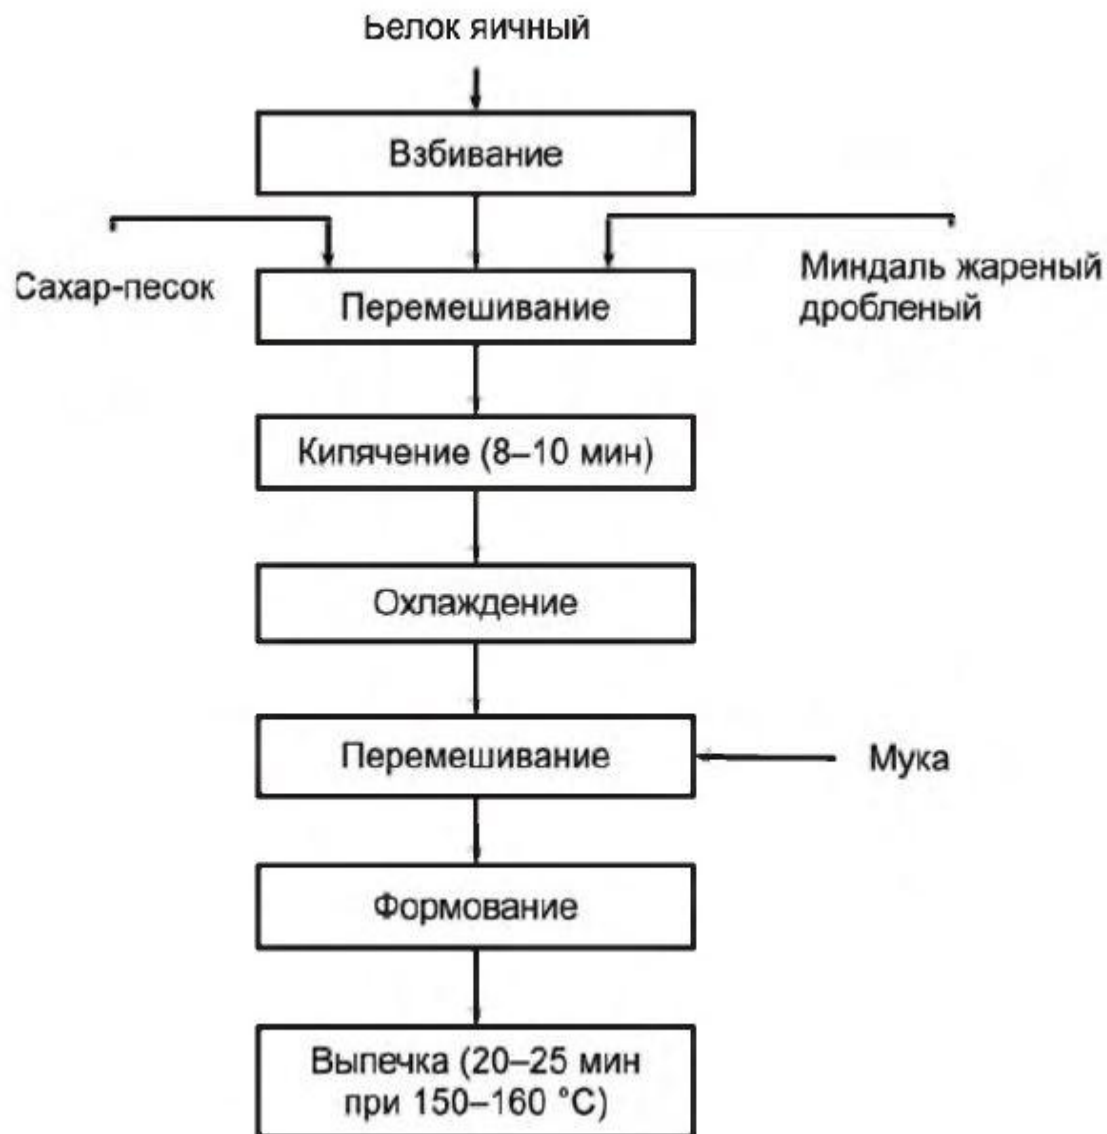 Белок яичный
Взбивание
Сахар-песок
Миндаль жареный
дробленый
Перемешивание
Кипячение (8–10 мин)
Охлаждение
Перемешивание
Мука
Формование
Выпечка (20–25 мин
при 150–160 °C)